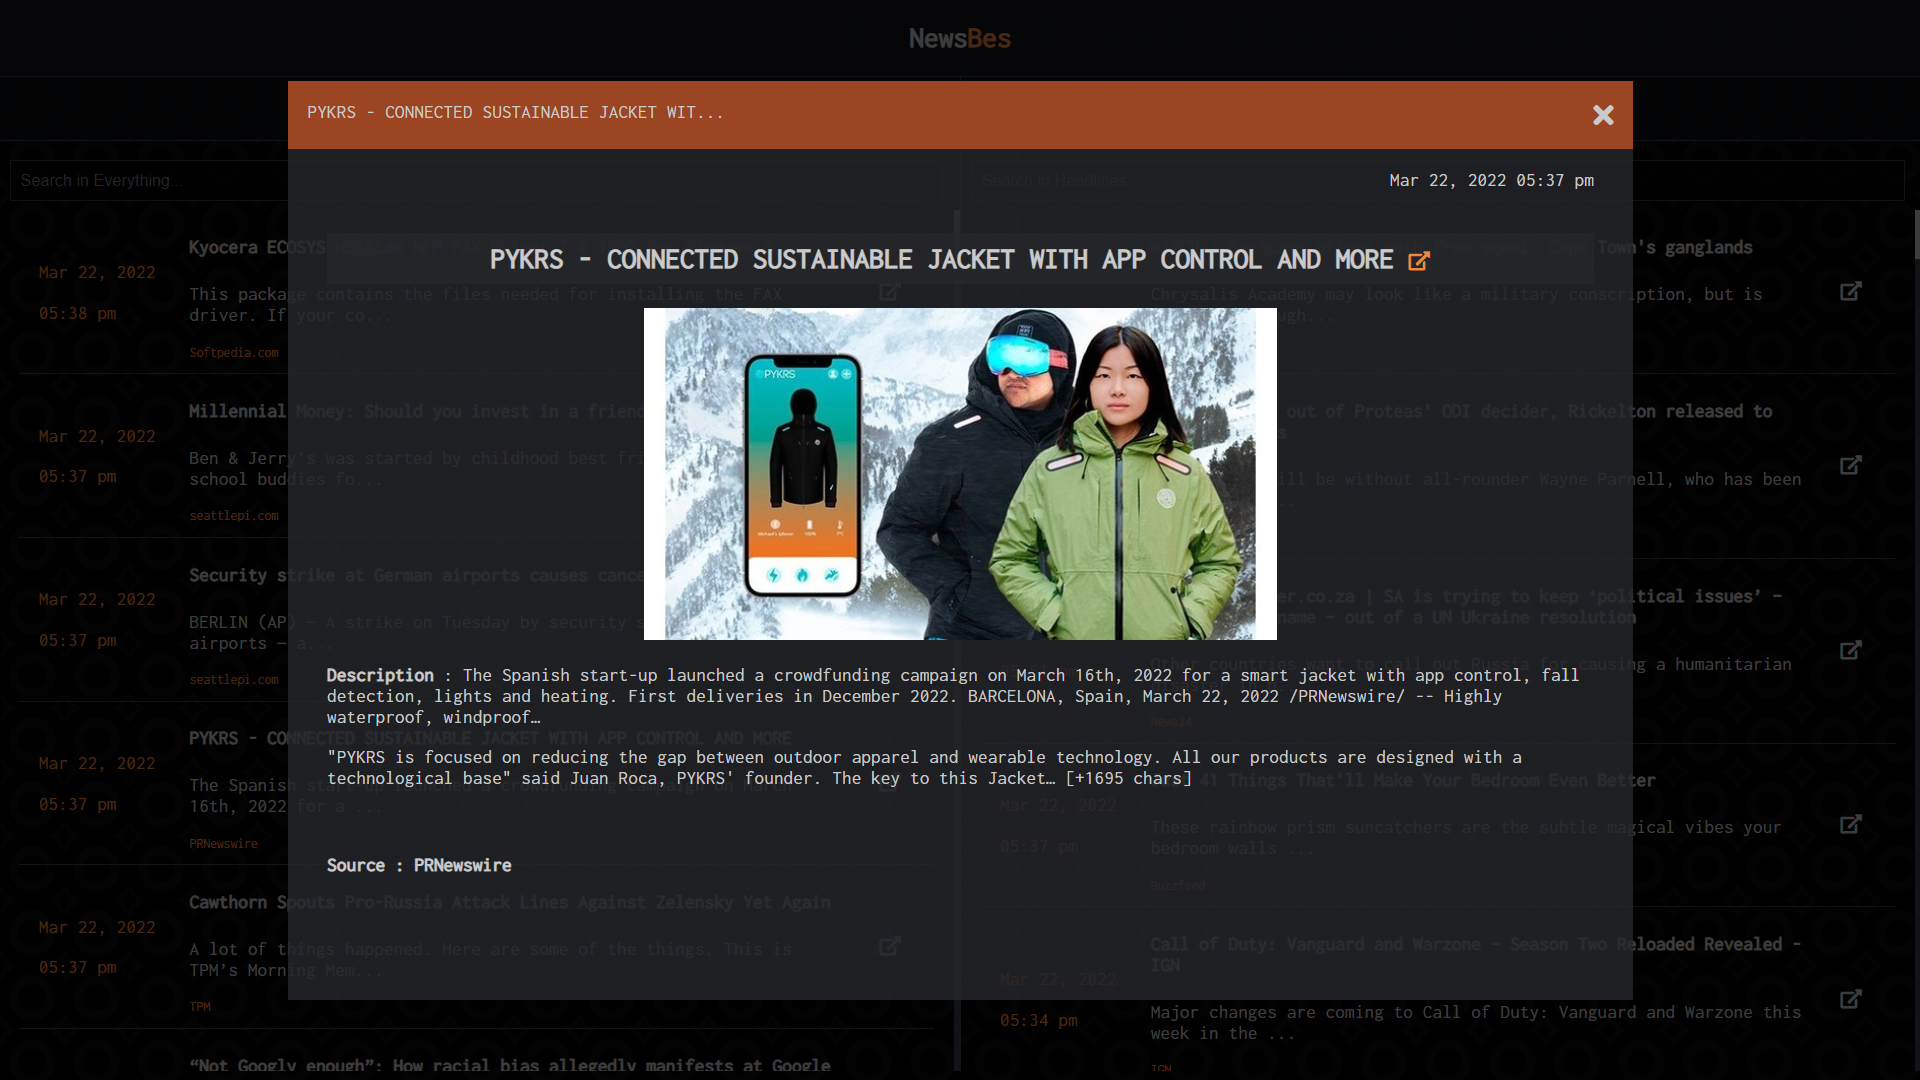 NewsBes
PYKRS - CONNECTED SUSTAINABLE JACKET WIT...
Mar 22, 2022 05:37 pm
PYKRS - CONNECTED SUSTAINABLE JACKET WITH APP CONTROL AND MORE
PYKRS
Description : The Spanish start-up launched a crowdfunding campaign on March 16th, 2022 for a smart jacket with app control, fall
detection, lights and heating. First deliveries in December 2022. BARCELONA, Spain, March 22, 2022 /PRNewswire/ -- Highly
waterproof, windproof…
"PYKRS is focused on reducing the gap between outdoor apparel and wearable technology. All our products are designed with a
technological base" said Juan Roca, PYKRS' founder. The key to this Jacket… [+1695 chars]
Source : PRNewswire
Search in Everything...
Mar 22, 2022
05:38 pm
Kyocera ECOSYS
This package contains the files needed for installing the FAX
driver. If your co...
Softpedia.com
Mar 22, 2022
05:37 pm
Millennial Money: Should you invest in a friend
Ben & Jerry's was started by childhood best fri
school buddies fo...
seattlepi.com
Mar 22, 2022
05:37 pm
Security strike at German airports causes cance
BERLIN (AP) — A strike on Tuesday by security s
airports — a...
seattlepi.com
Mar 22, 2022
05:37 pm
PYKRS - CONNECTED SUSTAINABLE JACKET WITH APP CONTROL AND MORE
The Spanish start-up launched a crowdfunding campaign on March
16th, 2022 for a ...
PRNewswire
Mar 22, 2022
05:37 pm
Cawthorn Spouts Pro-Russia Attack Lines Against Zelensky Yet Again
A lot of things happened. Here are some of the things. This is
TPM’s Morning Mem...
TPM
“Not Googly enough”: How racial bias allegedly manifests at Google
Search in Headlines...
Town's ganglands
Chrysalis Academy may look like a military conscription, but is
out of Proteas' ODI decider, Rickelton released to
will be without all-rounder Wayne Parnell, who has been
SA is trying to keep ‘political issues’ –
name – out of a UN Ukraine resolution
Other countries want to call out Russia for causing a humanitarian
News24
Mar 22, 2022
05:37 pm
41 Things That'll Make Your Bedroom Even Better
These rainbow prism suncatchers are the subtle magical vibes your
bedroom walls ...
Buzzfeed
Mar 22, 2022
05:34 pm
Call of Duty: Vanguard and Warzone – Season Two Reloaded Revealed -
IGN
Major changes are coming to Call of Duty: Vanguard and Warzone this
week in the ...
IGN